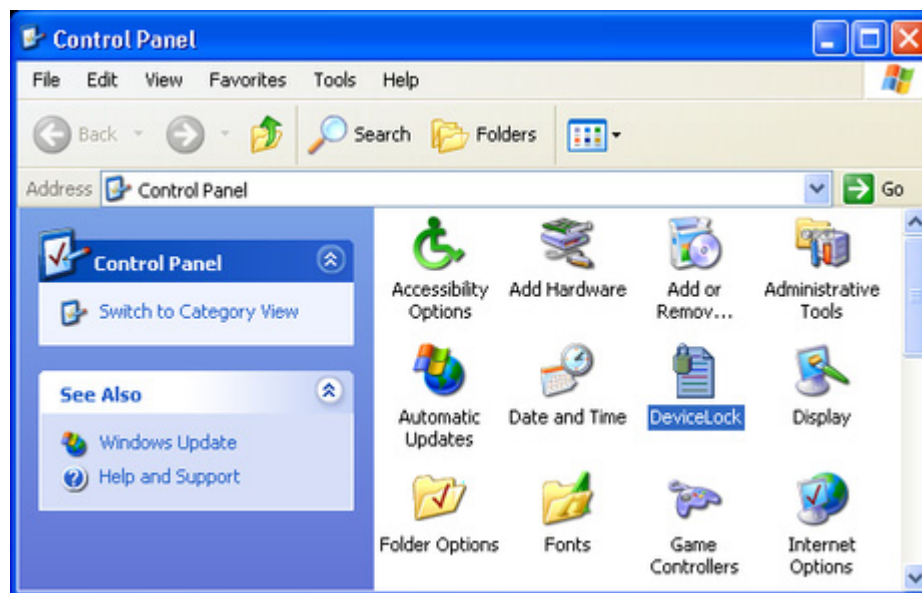 Control Panel
File Edit View Favorites Tools Help
Back Search Folders
Address Control Panel Go
Control Panel
Switch to Category View
See Also
Windows Update
Help and Support
Accessibility Options
Add Hardware
Add or Remov...
Administrative Tools
Automatic Updates
Date and Time
DeviceLock
Display
Folder Options
Fonts
Game Controllers
Internet Options